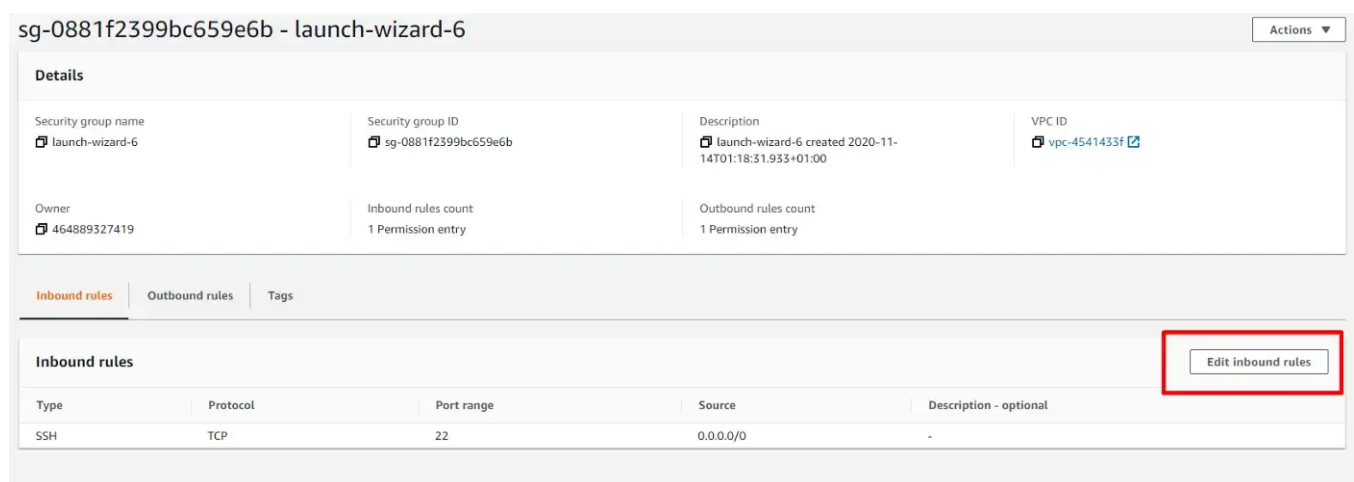 sg-0881f2399bc659e6b - launch-wizard-6
Actions ▼
Details
Security group name
launch-wizard-6
Security group ID
sg-0881f2399bc659e6b
Description
launch-wizard-6 created 2020-11-
14T01:18:31.933+01:00
VPC ID
vpc-4541433f
Owner
464889327419
Inbound rules count
1 Permission entry
Outbound rules count
1 Permission entry
Inbound rules
Outbound rules
Tags
Inbound rules
Edit inbound rules
Type Protocol Port range Source Description - optional
SSH TCP 22 0.0.0.0/0 -